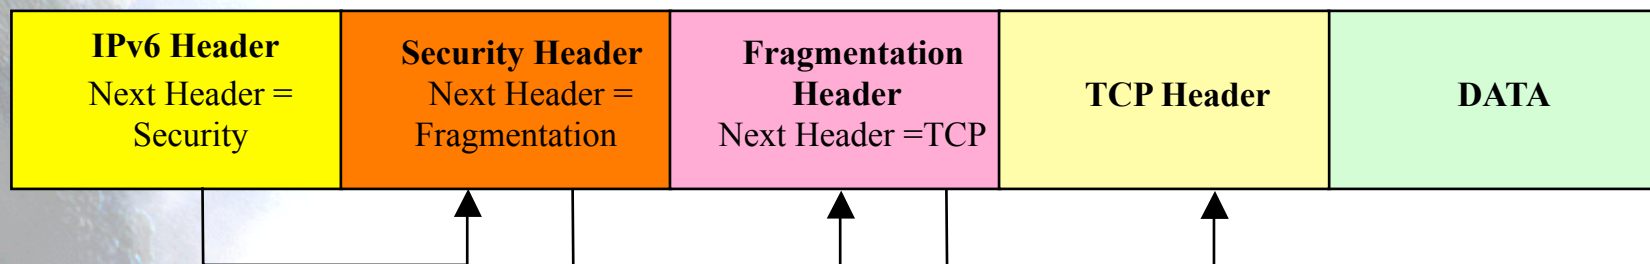 IPv6 Header
Next Header =
Security
Security Header
Next Header =
Fragmentation
Fragmentation
Header
Next Header =TCP
TCP Header
DATA